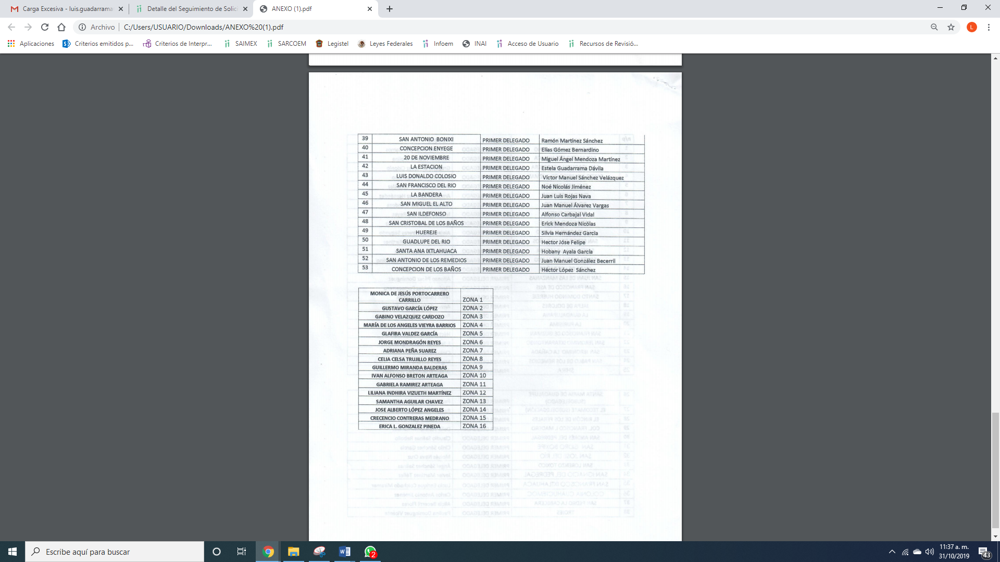 Carga Excesiva - luis.guadarrama
Detalle del Seguimiento de Solici
ANEXO (1).pdf
Archivo C:/Users/USUARIO/Downloads/ANEXO%20(1).pdf L
Aplicaciones Criterios emitidos p... Criterios de Interpr... SAIMEX SARCOEM Legistel Leyes Federales Infoem INAI Acceso de Usuario Recursos de Revisió...
39 SAN ANTONIO BONIXI PRIMER DELEGADO Ramón Martínez Sánchez
40 CONCEPCION ENYEGE PRIMER DELEGADO Elías Gómez Bernardino
41 20 DE NOVIEMBRE PRIMER DELEGADO Miguel Ángel Mendoza Martínez
42 LA ESTACION PRIMER DELEGADO Estela Guadarrama Dávila
43 LUIS DONALDO COLOSIO PRIMER DELEGADO Víctor Manuel Sánchez Velázquez
44 SAN FRANCISCO DEL RIO PRIMER DELEGADO Noé Nicolás Jiménez
45 LA BANDERA PRIMER DELEGADO Juan Luis Rojas Nava
46 SAN MIGUEL EL ALTO PRIMER DELEGADO Juan Manuel Álvarez Vargas
47 SAN ILDEFONSO PRIMER DELEGADO Alfonso Carbajal Vidal
48 SAN CRISTOBAL DE LOS BAÑOS PRIMER DELEGADO Erick Mendoza Nicólas
49 HUEREJE PRIMER DELEGADO Silvia Hernández García
50 GUADLUPE DEL RIO PRIMER DELEGADO Hector Jóse Felipe
51 SANTA ANA IXTLAHUACA PRIMER DELEGADO Hobany Ayala García
52 SAN ANTONIO DE LOS REMEDIOS PRIMER DELEGADO Juan Manuel González Becerril
53 CONCEPCION DE LOS BAÑOS PRIMER DELEGADO Héctor López Sánchez
MONICA DE JESÚS PORTOCARRERO
CARRILLO ZONA 1
GUSTAVO GARCÍA LÓPEZ ZONA 2
GABINO VELAZQUEZ CARDOZO ZONA 3
MARÍA DE LOS ANGELES VIEYRA BARRIOS ZONA 4
GLAFIRA VALDEZ GARCÍA ZONA 5
JORGE MONDRAGÓN REYES ZONA 6
ADRIANA PEÑA SUAREZ ZONA 7
CELIA CELSA TRUJILLO REYES ZONA 8
GUILLERMO MIRANDA BALDERAS ZONA 9
IVAN ALFONSO BRETON ARTEAGA ZONA 10
GABRIELA RAMIREZ ARTEAGA ZONA 11
LILIANA INDHIRA VIZUETH MARTÍNEZ ZONA 12
SAMANTHA AGUILAR CHAVEZ ZONA 13
JOSE ALBERTO LÓPEZ ANGELES ZONA 14
CRECENCIO CONTRERAS MEDRANO ZONA 15
ERICA L. GONZALEZ PINEDA ZONA 16
Escribe aquí para buscar
2
11:37 a. m.
31/10/2019
43